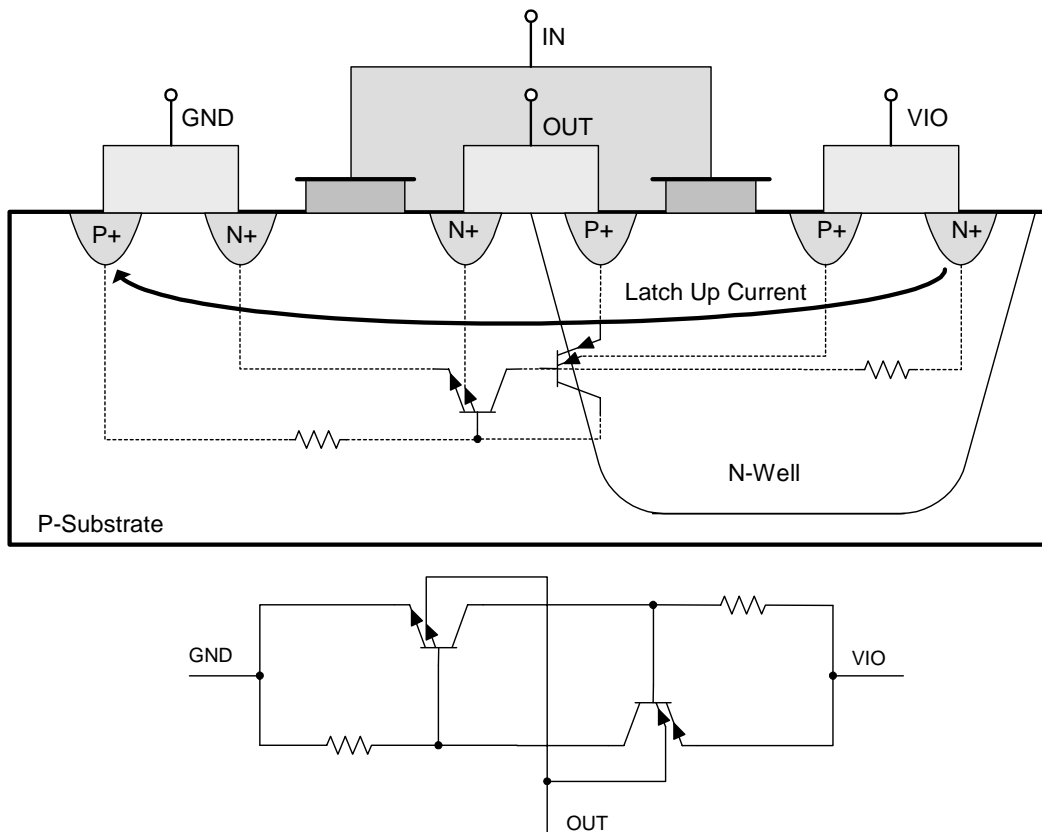 IN
GND
OUT
VIO
P+
N+
N+
P+
P+
N+
Latch Up Current
N-Well
P-Substrate
GND
VIO
OUT